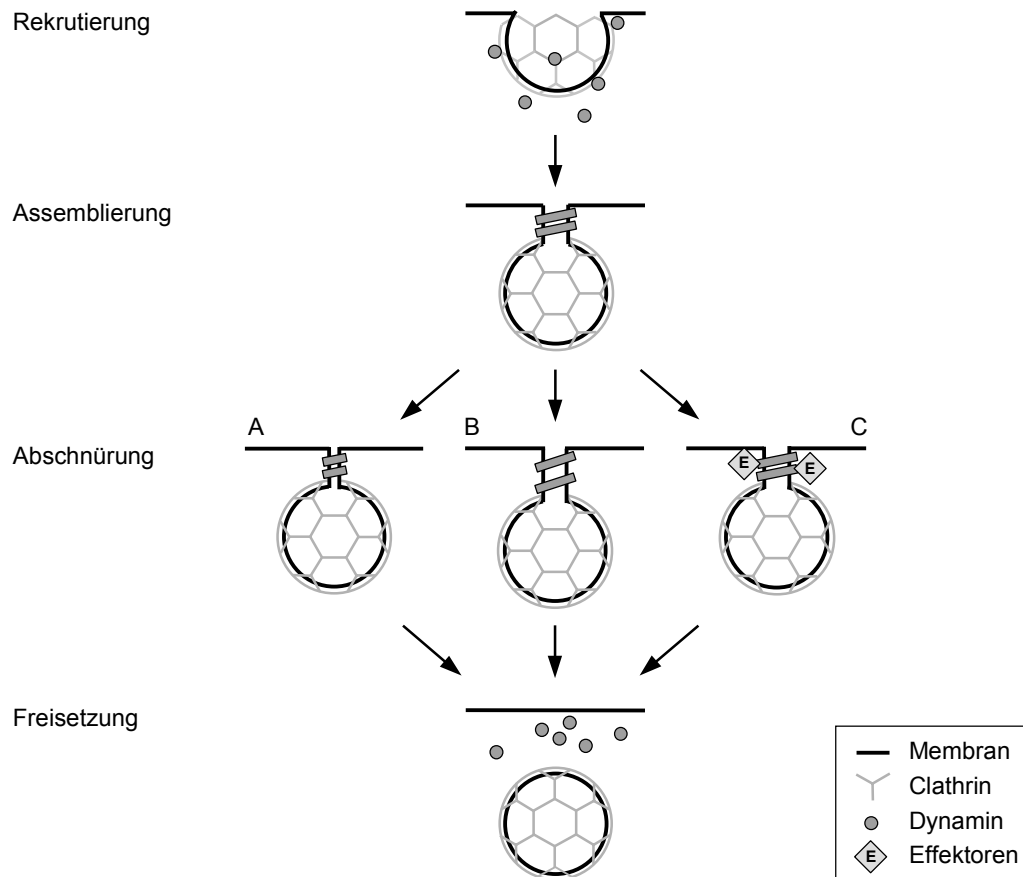 Rekrutierung
Assemblierung
A
B
C
Abschnürung
E
E
Freisetzung
Membran
Clathrin
Dynamin
E
Effektoren